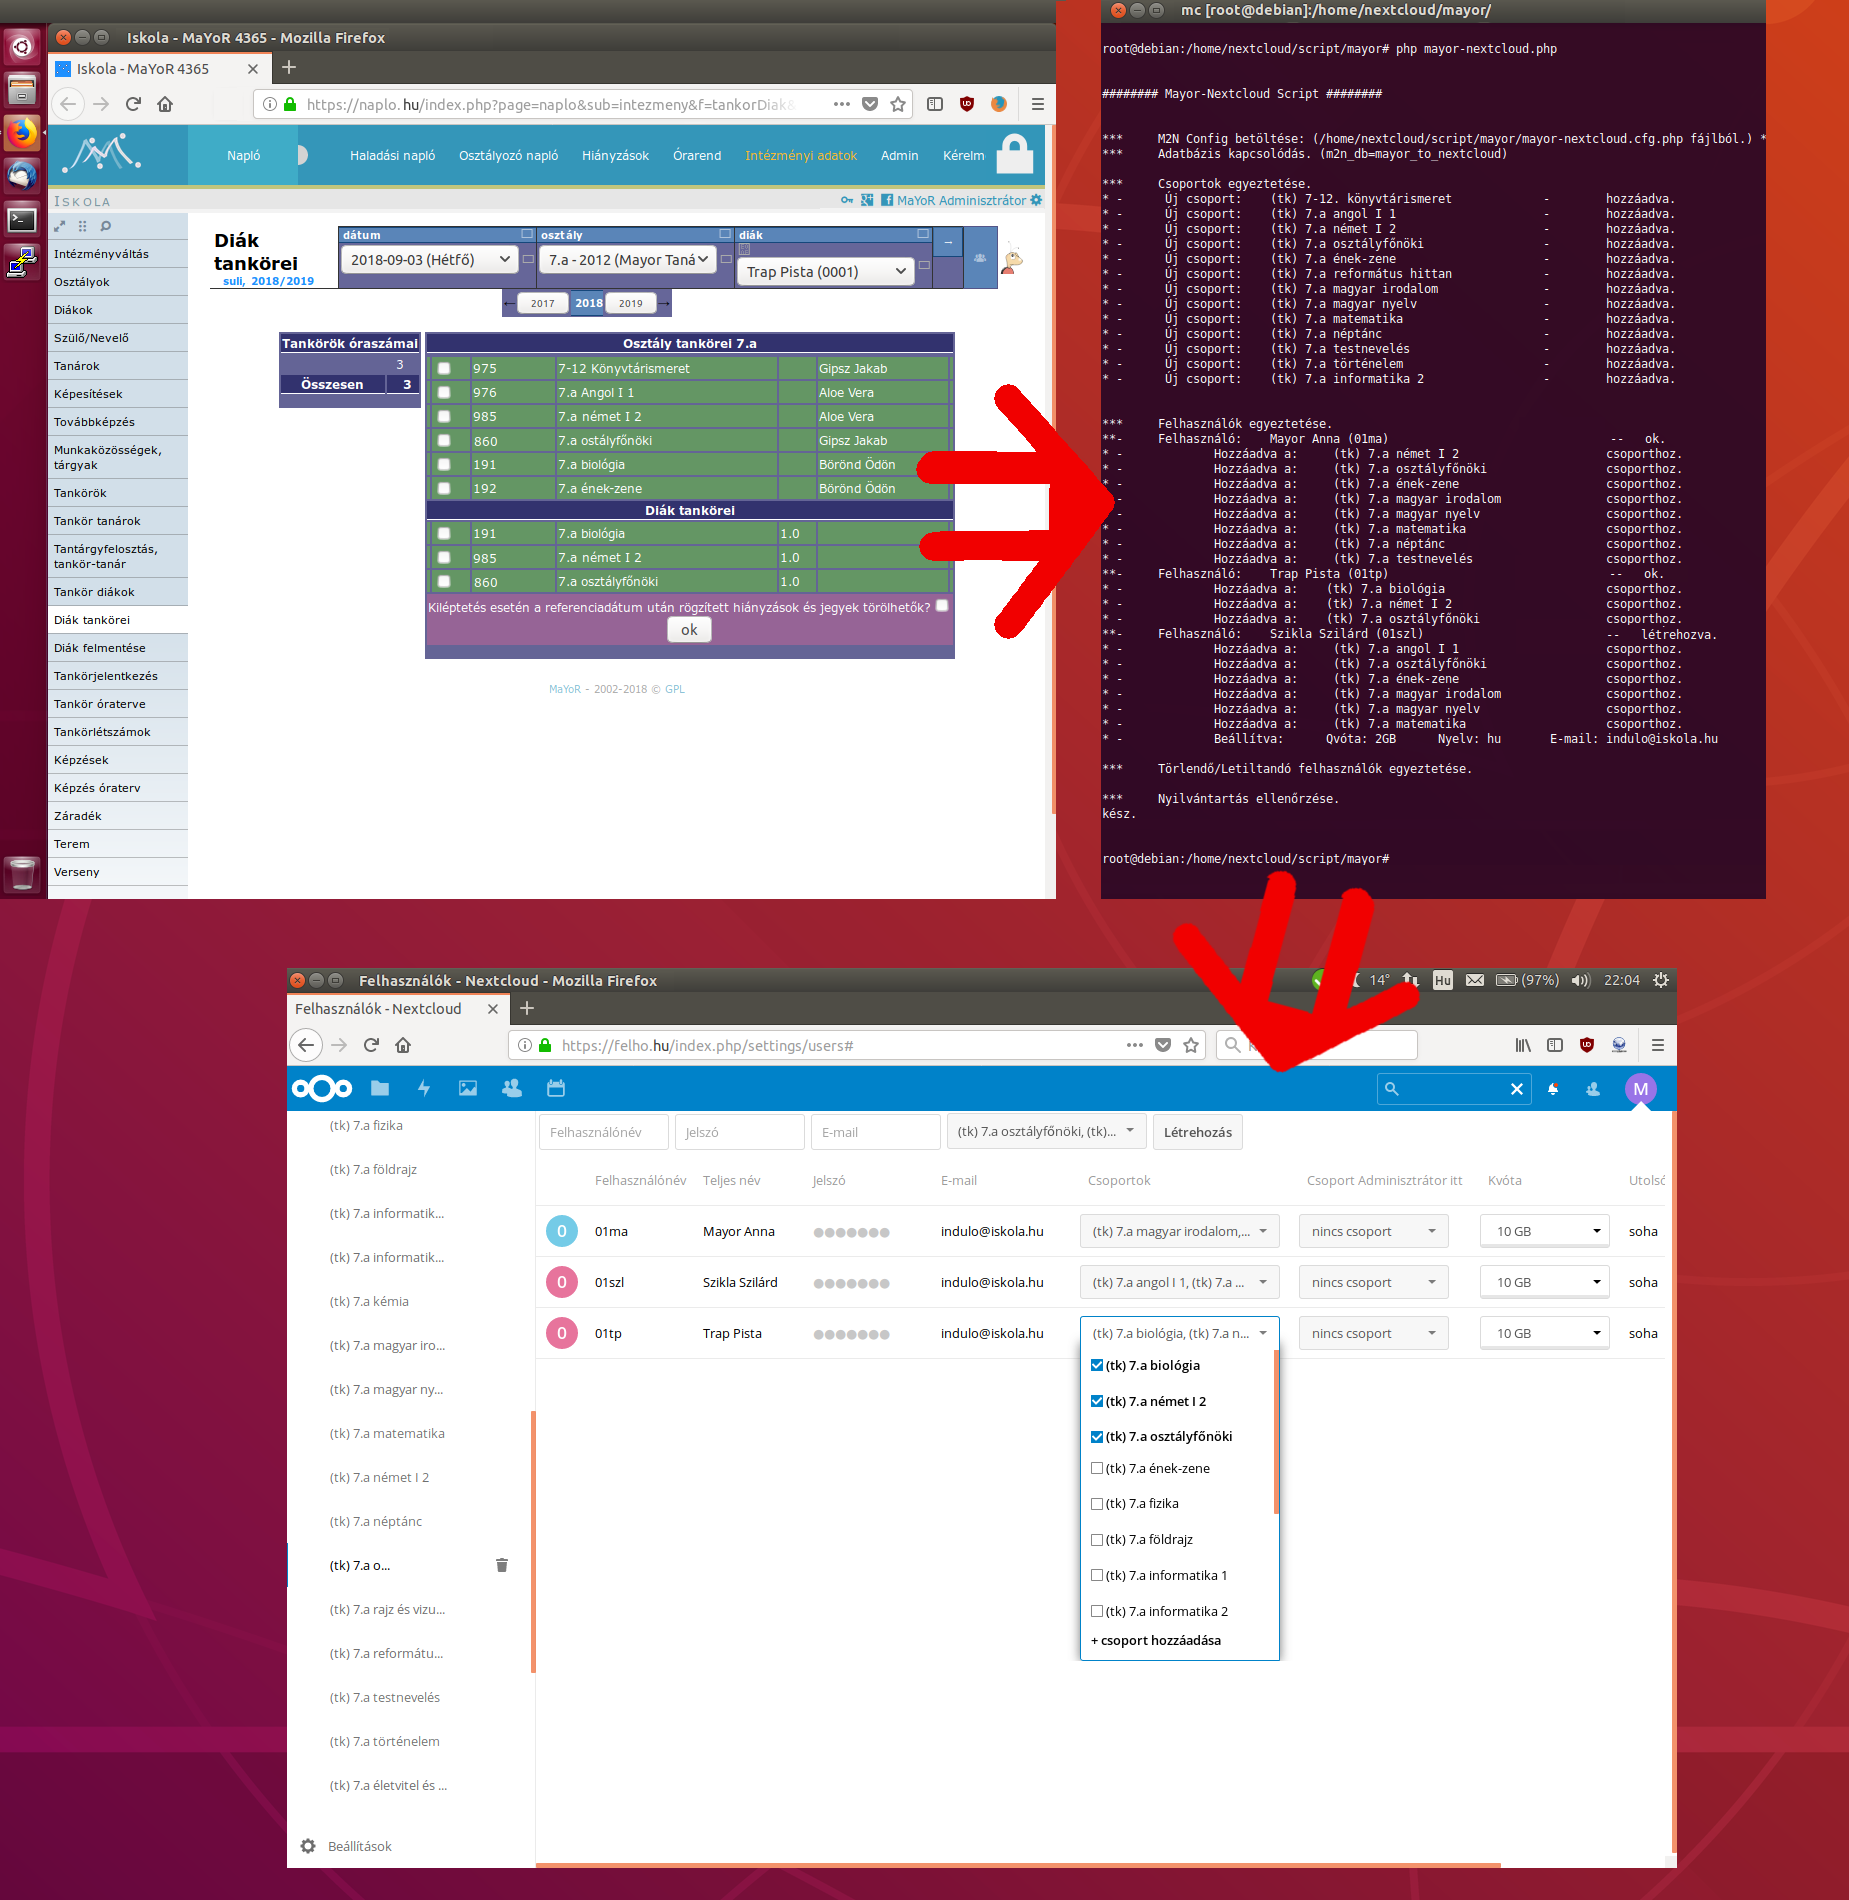 Iskola - MaYoR 4365 - Mozilla Firefox
Iskola - MaYoR 4365
https://naplo.hu/index.php?page=naplo&sub=intezmeny&f=tankorDiak&
Napló Haladási napló Osztályozó napló Hiányzások Órarend Intézményi adatok Admin Kérelm
ISKOLA
MaYoR Adminisztrátor
Intézményváltás
Osztályok
Diákok
Szülő/Nevelő
Tanárok
Képesítések
Továbbképzés
Munkaközösségek,
tárgyak
Tankörök
Tankör tanárok
Tantárgyfelosztás,
tankör-tanár
Tankör diákok
Diák tankörei
Diák felmentése
Tankörjelentkezés
Tankör óraterve
Tankörlétszámok
Képzések
Képzés óraterv
Záradék
Terem
Verseny
Diák
tankörei
suli, 2018/2019
dátum osztály diák
2018-09-03 (Hétfő) 7.a - 2012 (Mayor Taná Trap Pista (0001)
← 2017 2018 2019 →
Tankörök óraszámai
3
Összesen 3
Osztály tankörei 7.a
975 7-12 Könyvtárismeret Gipsz Jakab
976 7.a Angol I 1 Aloe Vera
985 7.a német I 2 Aloe Vera
860 7.a ostályfőnöki Gipsz Jakab
191 7.a biológia Börönd Ödön
192 7.a ének-zene Börönd Ödön
Diák tankörei
191 7.a biológia 1.0
985 7.a német I 2 1.0
860 7.a osztályfőnöki 1.0
Kiléptetés esetén a referenciadátum után rögzített hiányzások és jegyek törölhetők?
ok
MaYoR - 2002-2018 © GPL
mc [root@debian]:/home/nextcloud/mayor/
root@debian:/home/nextcloud/script/mayor# php mayor-nextcloud.php
######## Mayor-Nextcloud Script ########
*** M2N Config betöltése: (/home/nextcloud/script/mayor/mayor-nextcloud.cfg.php fájlból.) *
*** Adatbázis kapcsolódás. (m2n_db=mayor_to_nextcloud)
*** Csoportok egyeztetése.
* - Új csoport: (tk) 7-12. könyvtárismeret - hozzáadva.
* - Új csoport: (tk) 7.a angol I 1 - hozzáadva.
* - Új csoport: (tk) 7.a német I 2 - hozzáadva.
* - Új csoport: (tk) 7.a osztályfőnöki - hozzáadva.
* - Új csoport: (tk) 7.a ének-zene - hozzáadva.
* - Új csoport: (tk) 7.a református hittan - hozzáadva.
* - Új csoport: (tk) 7.a magyar irodalom - hozzáadva.
* - Új csoport: (tk) 7.a magyar nyelv - hozzáadva.
* - Új csoport: (tk) 7.a matematika - hozzáadva.
* - Új csoport: (tk) 7.a néptánc - hozzáadva.
* - Új csoport: (tk) 7.a testnevelés - hozzáadva.
* - Új csoport: (tk) 7.a történelem - hozzáadva.
* - Új csoport: (tk) 7.a informatika 2 - hozzáadva.
*** Felhasználók egyeztetése.
**- Felhasználó: Mayor Anna (01ma) -- ok.
* - Hozzáadva a: (tk) 7.a német I 2 csoporthoz.
* - Hozzáadva a: (tk) 7.a osztályfőnöki csoporthoz.
* - Hozzáadva a: (tk) 7.a ének-zene csoporthoz.
- Hozzáadva a: (tk) 7.a magyar irodalom csoporthoz.
- Hozzáadva a: (tk) 7.a magyar nyelv csoporthoz.
* - Hozzáadva a: (tk) 7.a matematika csoporthoz.
* - Hozzáadva a: (tk) 7.a néptánc csoporthoz.
* - Hozzáadva a: (tk) 7.a testnevelés csoporthoz.
**- Felhasználó: Trap Pista (01tp) -- ok.
* - Hozzáadva a: (tk) 7.a biológia csoporthoz.
* - Hozzáadva a: (tk) 7.a német I 2 csoporthoz.
* - Hozzáadva a: (tk) 7.a osztályfőnöki csoporthoz.
**- Felhasználó: Szikla Szilárd (01szl) -- létrehozva.
* - Hozzáadva a: (tk) 7.a angol I 1 csoporthoz.
* - Hozzáadva a: (tk) 7.a osztályfőnöki csoporthoz.
* - Hozzáadva a: (tk) 7.a ének-zene csoporthoz.
* - Hozzáadva a: (tk) 7.a magyar irodalom csoporthoz.
* - Hozzáadva a: (tk) 7.a magyar nyelv csoporthoz.
* - Hozzáadva a: (tk) 7.a matematika csoporthoz.
* - Beállítva: Qvóta: 2GB Nyelv: hu E-mail: indulo@iskola.hu
*** Törlendő/Letiltandó felhasználók egyeztetése.
*** Nyilvántartás ellenőrzése.
kész.
root@debian:/home/nextcloud/script/mayor#
Felhasználók - Nextcloud - Mozilla Firefox 14° Hu (97%) 22:04
Felhasználók - Nextcloud
https://felho.hu/index.php/settings/users#
M
(tk) 7.a fizika
(tk) 7.a földrajz
(tk) 7.a informatik...
(tk) 7.a informatik...
(tk) 7.a kémia
(tk) 7.a magyar iro...
(tk) 7.a magyar ny...
(tk) 7.a matematika
(tk) 7.a német I 2
(tk) 7.a néptánc
(tk) 7.a o...
(tk) 7.a rajz és vizu...
(tk) 7.a reformátu...
(tk) 7.a testnevelés
(tk) 7.a történelem
(tk) 7.a életvitel és ...
Beállítások
Felhasználónév Jelszó E-mail (tk) 7.a osztályfőnöki, (tk)... Létrehozás
Felhasználónév Teljes név Jelszó E-mail Csoportok Csoport Adminisztrátor itt Kvóta Utolsó
0 01ma Mayor Anna indulo@iskola.hu (tk) 7.a magyar irodalom,... nincs csoport 10 GB soha
0 01szl Szikla Szilárd indulo@iskola.hu (tk) 7.a angol I 1, (tk) 7.a ... nincs csoport 10 GB soha
0 01tp Trap Pista indulo@iskola.hu (tk) 7.a biológia, (tk) 7.a n... nincs csoport 10 GB soha
(tk) 7.a biológia
(tk) 7.a német I 2
(tk) 7.a osztályfőnöki
(tk) 7.a ének-zene
(tk) 7.a fizika
(tk) 7.a földrajz
(tk) 7.a informatika 1
(tk) 7.a informatika 2
+ csoport hozzáadása